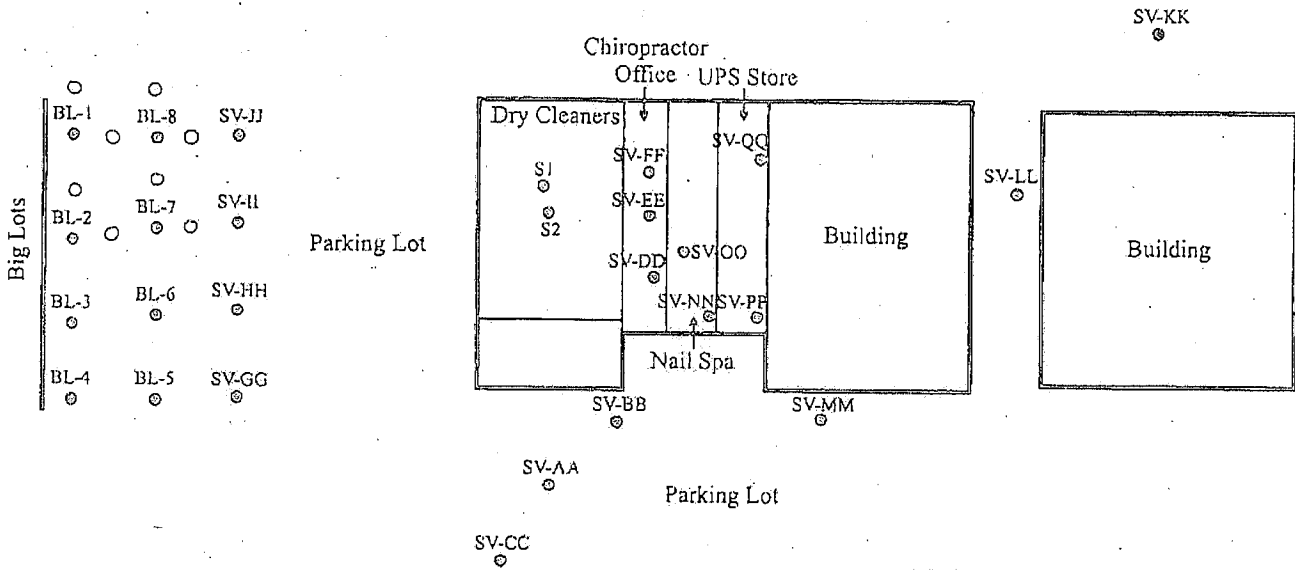 SV-KK
Chiropractor
Office
UPS Store
BL-1
BL-8
SV-JJ
Dry Cleaners
SV-QQ
SV-FF
S1
SV-LL
SV-EE
BL-2
BL-7
SV-II
S2
Big Lots
Parking Lot
Building
Building
SV-OO
SV-DD
BL-3
BL-6
SV-HH
SV-NN
SV-PP
Nail Spa
BL-4
BL-5
SV-GG
SV-BB
SV-MM
SV-AA
Parking Lot
SV-CC